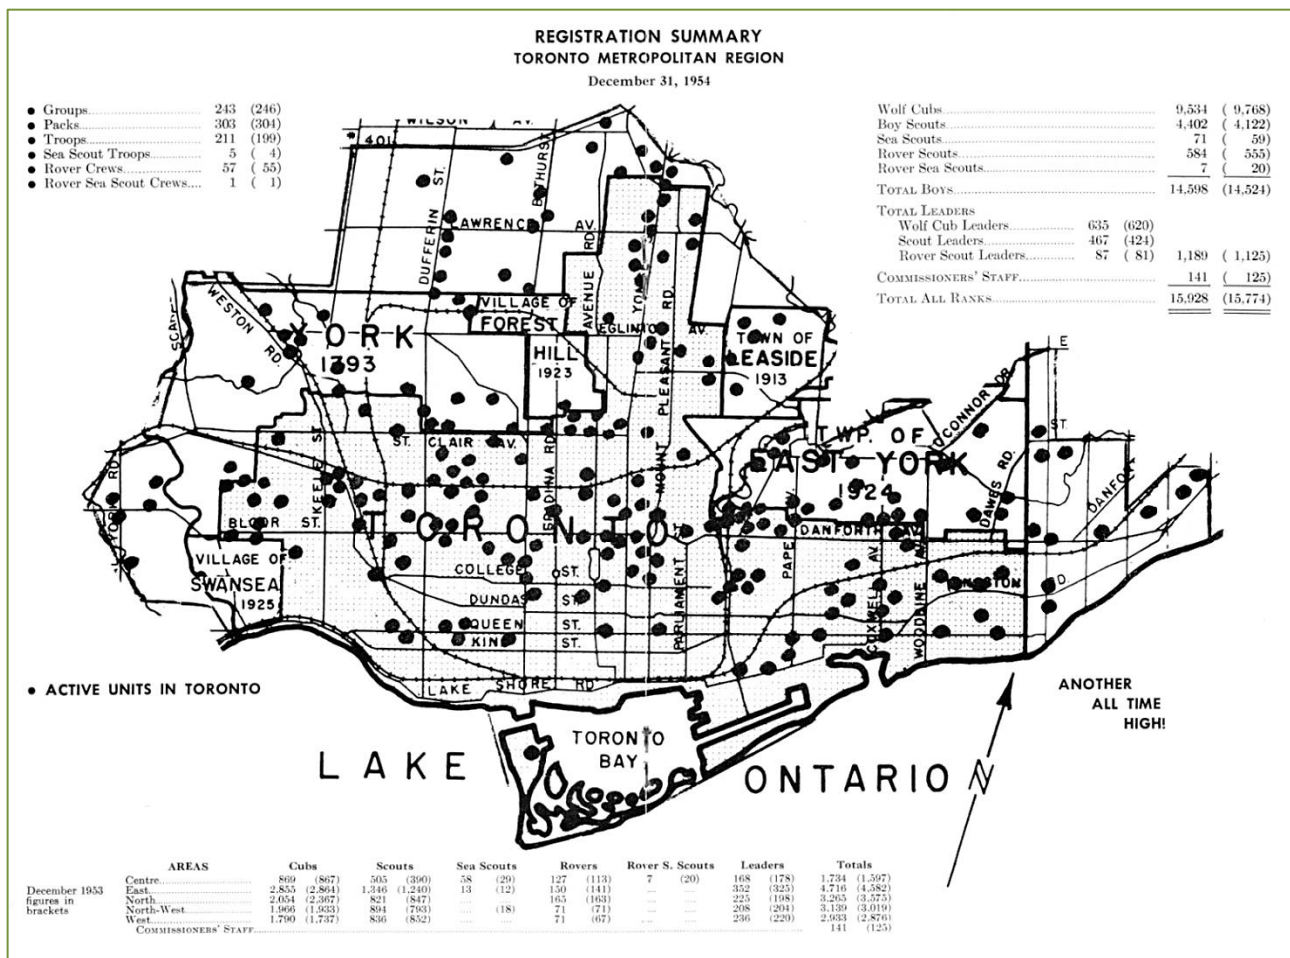 REGISTRATION SUMMARY
TORONTO METROPOLITAN REGION
December 31, 1954
● Groups 243 (246)
● Packs 303 (304)
● Troops 211 (199)
● Sea Scout Troops 5 ( 4)
● Rover Crews 57 ( 55)
● Rover Sea Scout Crews 1 ( 1)
Wolf Cubs 9,534 ( 9,768)
Boy Scouts 4,402 ( 4,122)
Sea Scouts 71 ( 59)
Rover Scouts 584 ( 555)
Rover Sea Scouts 7 ( 20)
TOTAL BOYS 14,598 (14,524)
TOTAL LEADERS
Wolf Cub Leaders 635 (620)
Scout Leaders 467 (424)
Rover Scout Leaders 87 ( 81) 1,189 ( 1,125)
COMMISSIONERS' STAFF 141 ( 125)
TOTAL ALL RANKS 15,928 (15,774)
WILSON AV.
401
BATHURST
DUFFERIN ST.
LAWRENCE AV.
AVENUE RD.
MOUNT PLEASANT RD.
WESTON RD.
YORK
1793
VILLAGE OF
FOREST
HILL
1923
EGLINTON AV.
TOWN OF
LEASIDE
1913
O'CONNOR DR.
E
ST.
TWP. OF
EAST YORK
1924
DAWES RD.
DANFORTH AV.
ST. CLAIR AV.
SPADINA RD.
KEELE ST.
BLOOR ST.
TORONTO
VILLAGE OF
SWANSEA
1925
COLLEGE ST.
DUNDAS ST.
QUEEN ST.
KING ST.
PARLIAMENT
PAPE AV.
COXWELL AV.
WOODBINE AV.
KINGSTON RD.
LAKE SHORE RD.
● ACTIVE UNITS IN TORONTO
ANOTHER
ALL TIME
HIGH!
TORONTO
BAY
LAKE ONTARIO
N
AREAS Cubs Scouts Sea Scouts Rovers Rover S. Scouts Leaders Totals
December 1953
figures in
brackets
Centre 869 (867) 505 (390) 58 (29) 127 (113) 7 (20) 168 (178) 1,734 (1,597)
East 2,855 (2,864) 1,346 (1,240) 13 (12) 150 (141) 352 (325) 4,716 (4,582)
North 2,054 (2,367) 821 (847) 165 (163) 225 (198) 3,265 (3,575)
North-West 1,966 (1,933) 894 (793) (18) 71 (71) 208 (204) 3,139 (3,019)
West 1,790 (1,737) 836 (852) 71 (67) 236 (220) 2,933 (2,876)
COMMISSIONERS' STAFF 141 (125)